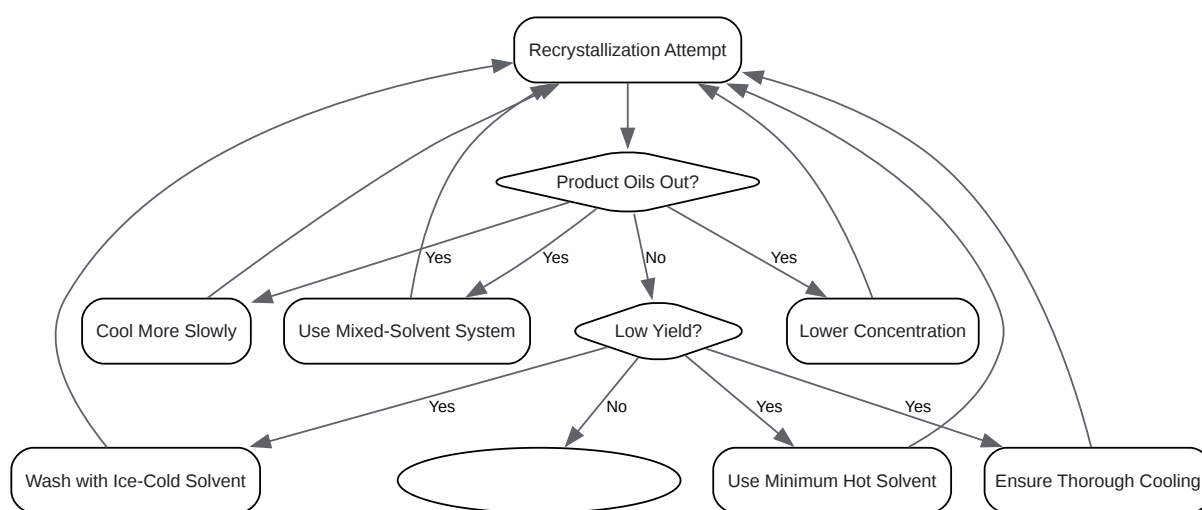 Recrystallization Attempt
Product Oils Out?
Yes
Yes
No
Yes
Cool More Slowly
Use Mixed-Solvent System
Low Yield?
Lower Concentration
Yes
No
Yes
Yes
Wash with Ice-Cold Solvent
Use Minimum Hot Solvent
Ensure Thorough Cooling